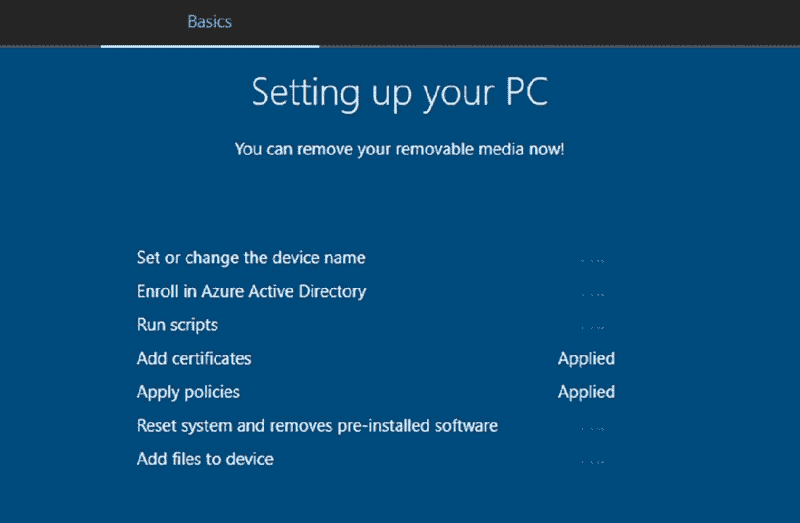 Basics
Setting up your PC
You can remove your removable media now!
Set or change the device name
Enroll in Azure Active Directory
Run scripts
Add certificates Applied
Apply policies Applied
Reset system and removes pre-installed software
Add files to device